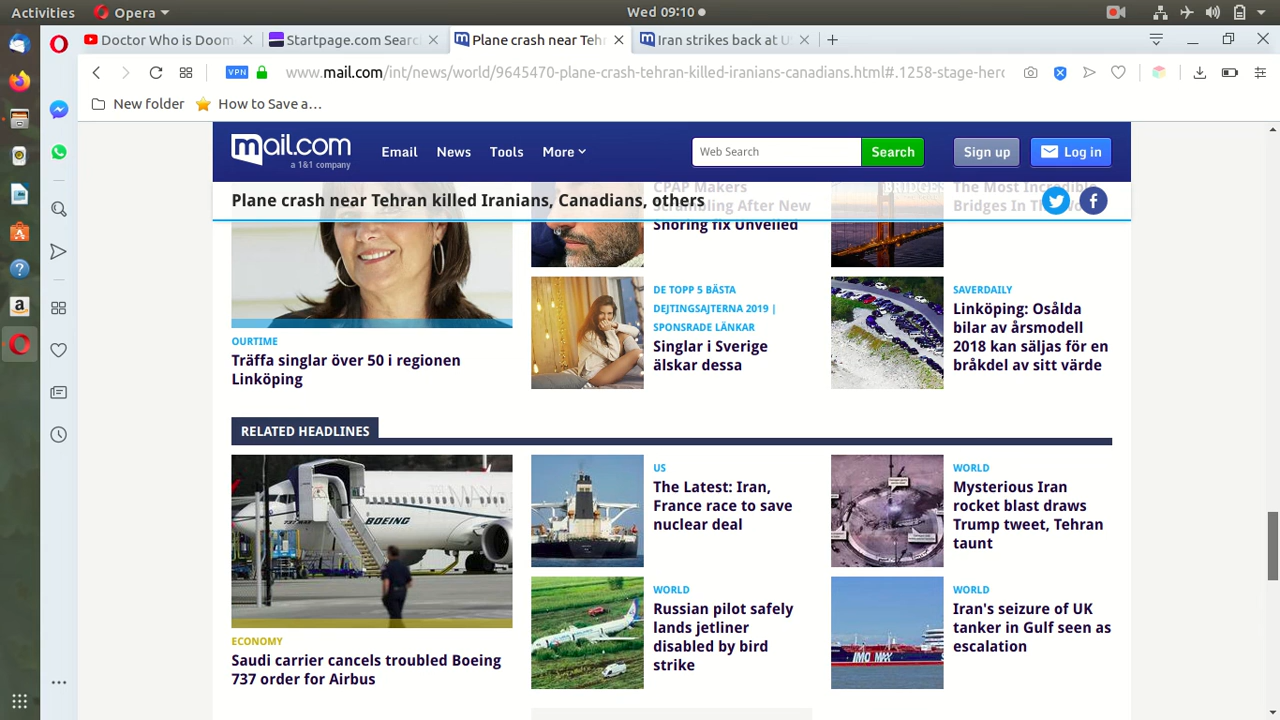 Activities
Opera
Wed 09:10
Doctor Who is Doom
Startpage.com Searc
Plane crash near Teh
Iran strikes back at U
VPN
www.mail.com/int/news/world/9645470-plane-crash-tehran-killed-iranians-canadians.html#.1258-stage-herc
New folder
How to Save a...
mail.com
a 1&1 company
Email
News
Tools
More
Web Search
Search
Sign up
Log in
Plane crash near Tehran killed Iranians, Canadians, others
CPAP Makers
Scrambling After New
Snoring fix Unveiled
BRIDGES
The Most Incredible
Bridges In The World
OURTIME
Träffa singlar över 50 i regionen
Linköping
DE TOPP 5 BÄSTA
DEJTINGSAJTERNA 2019 |
SPONSRADE LÄNKAR
Singlar i Sverige
älskar dessa
SAVERDAILY
Linköping: Osålda
bilar av årsmodell
2018 kan säljas för en
bråkdel av sitt värde
RELATED HEADLINES
BOEING
ECONOMY
Saudi carrier cancels troubled Boeing
737 order for Airbus
US
The Latest: Iran,
France race to save
nuclear deal
WORLD
Russian pilot safely
lands jetliner
disabled by bird
strike
WORLD
Mysterious Iran
rocket blast draws
Trump tweet, Tehran
taunt
WORLD
Iran's seizure of UK
tanker in Gulf seen as
escalation